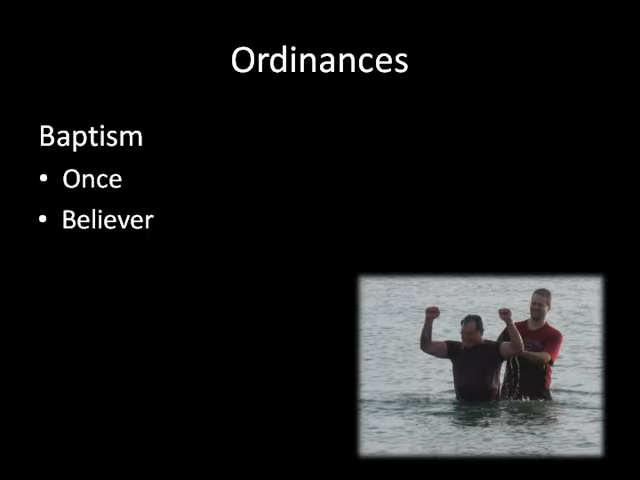 Ordinances
Baptism
• Once
• Believer